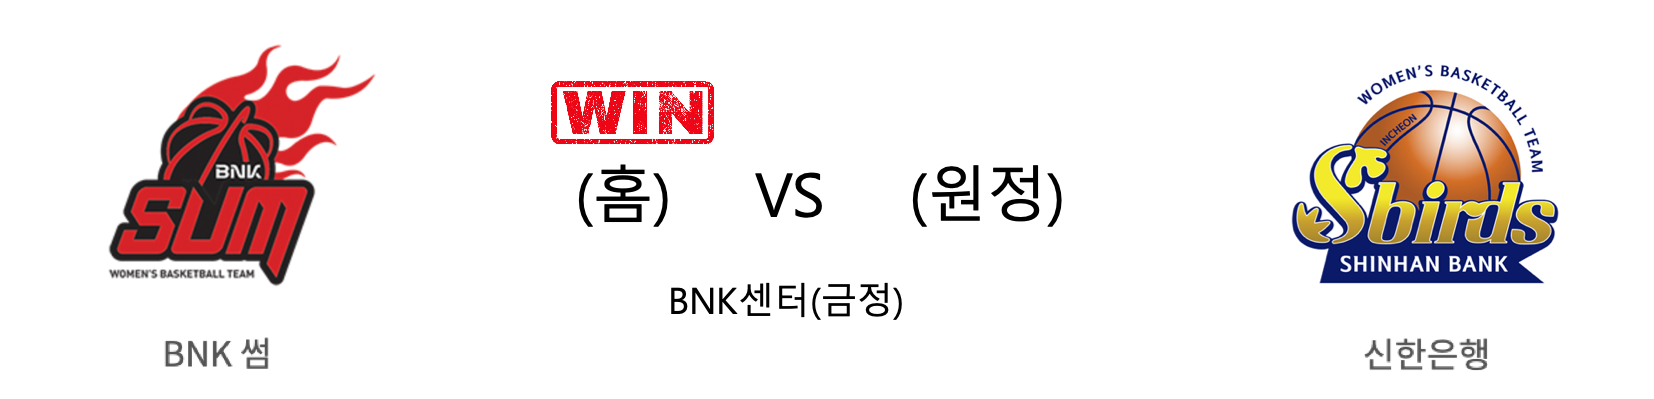 BNK
SUM
WOMEN'S BASKETBALL TEAM
BNK 썸
WIN
(홈) VS (원정)
BNK센터(금정)
WOMEN'S BASKETBALL TEAM
INCHEON
Sbirds
SHINHAN BANK
신한은행